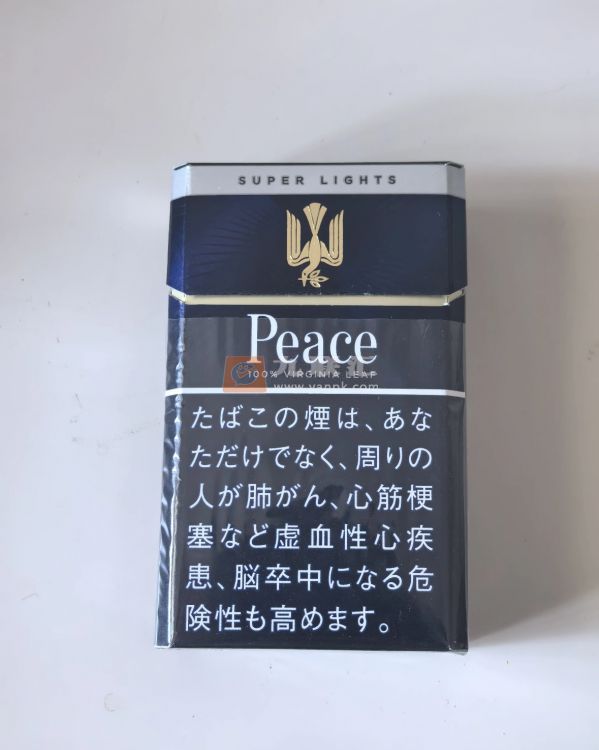 SUPER LIGHTS
Peace
100% VIRGINIA LEAF
www.yanpk.com
たばこの煙は、あな
ただけでなく、周りの
人が肺がん、心筋梗
塞など虚血性心疾
患、脳卒中になる危
険性も高めます。